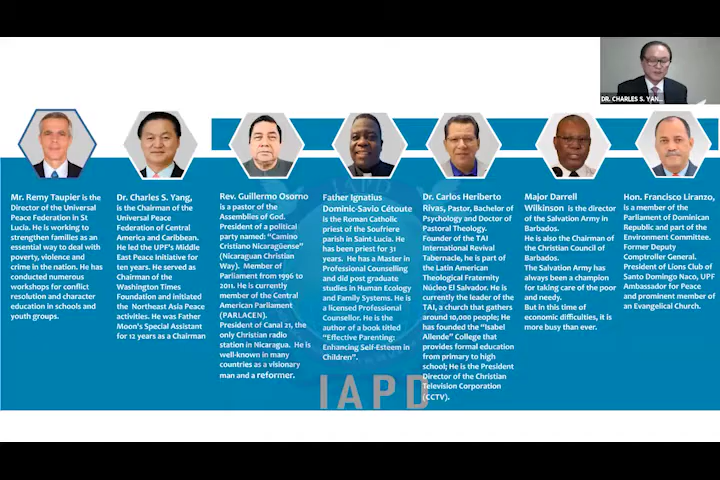 DR. CHARLES S. YAN...
IAPD
Mr. Remy Taupier is the
Director of the Universal
Peace Federation in St
Lucia. He is working to
strengthen families as an
essential way to deal with
poverty, violence and
crime in the nation. He has
conducted numerous
workshops for conflict
resolution and character
education in schools and
youth groups.
Dr. Charles S. Yang,
is the Chairman of the
Universal Peace
Federation of Central
America and Caribbean.
He led the UPF's Middle
East Peace Initiative for
ten years. He served as
Chairman of the
Washington Times
Foundation and initiated
the Northeast Asia Peace
activities. He was Father
Moon's Special Assistant
for 12 years as a Chairman
Rev. Guillermo Osorno
is a pastor of the
Assemblies of God.
President of a political
party named: "Camino
Cristiano Nicaragüense"
(Nicaraguan Christian
Way). Member of
Parliament from 1996 to
2011. He is currently
member of the Central
American Parliament
(PARLACEN).
President of Canal 21, the
only Christian radio
station in Nicaragua. He is
well-known in many
countries as a visionary
man and a reformer.
Father Ignatius
Dominic-Savio Cétoute
is the Roman Catholic
priest of the Soufriere
parish in Saint-Lucia. He
has been priest for 31
years. He has a Master in
Professional Counselling
and did post graduate
studies in Human Ecology
and Family Systems. He is
a licensed Professional
Counsellor. He is the
author of a book titled
"Effective Parenting:
Enhancing Self-Esteem in
Children".
Dr. Carlos Heriberto
Rivas, Pastor, Bachelor of
Psychology and Doctor of
Pastoral Theology.
Founder of the TAI
International Revival
Tabernacle, he is part of
the Latin American
Theological Fraternity
Núcleo El Salvador. He is
currently the leader of the
TAI, a church that gathers
around 10,000 people; He
has founded the "Isabel
Allende" College that
provides formal education
from primary to high
school; He is the President
Director of the Christian
Television Corporation
(CCTV).
Major Darrell
Wilkinson is the director
of the Salvation Army in
Barbados.
He is also the Chairman of
the Christian Council of
Barbados.
The Salvation Army has
always been a champion
for taking care of the poor
and needy.
But in this time of
economic difficulties, it is
more busy than ever.
Hon. Francisco Liranzo,
is a member of the
Parliament of Dominican
Republic and part of the
Environment Committee.
Former Deputy
Comptroller General.
President of Lions Club of
Santo Domingo Naco, UPF
Ambassador for Peace
and prominent member of
an Evangelical Church.
IAPD